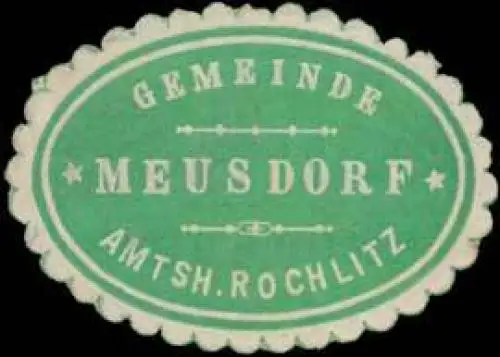 GEMEINDE
* MEUSDORF *
AMTSH. ROCHLITZ